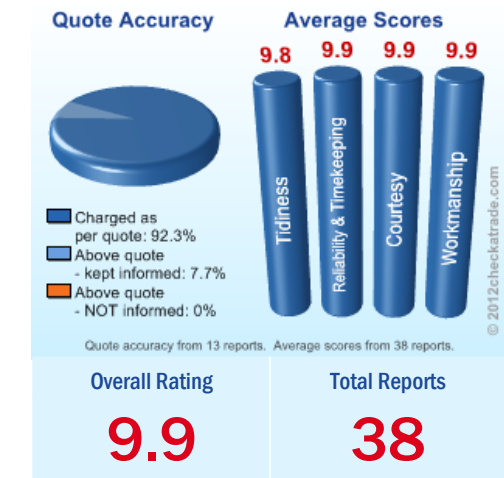 Quote Accuracy
Average Scores
9.8
9.9
9.9
9.9
Tidiness
Reliability & Timekeeping
Courtesy
Workmanship
Charged as
per quote: 92.3%
Above quote
- kept informed: 7.7%
Above quote
- NOT informed: 0%
© 2012checkatrade.com
Quote accuracy from 13 reports. Average scores from 38 reports.
Overall Rating
9.9
Total Reports
38